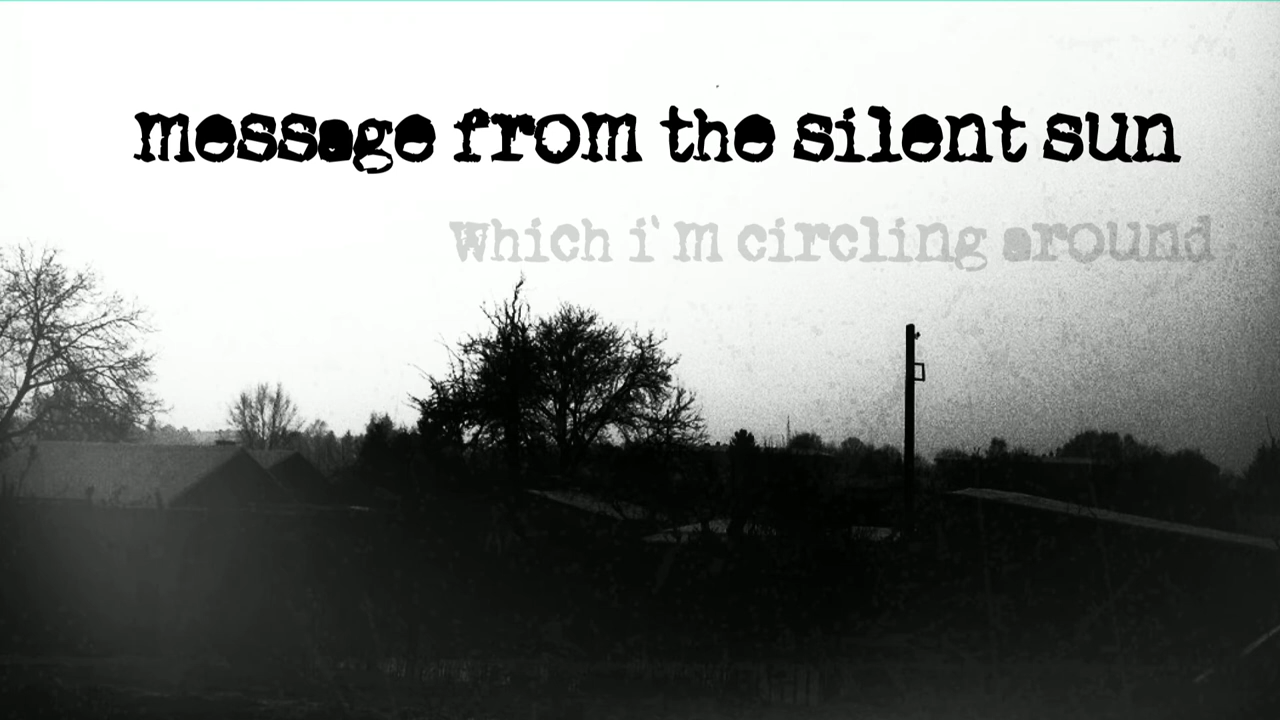 message from the silent sun
which i'm circling around